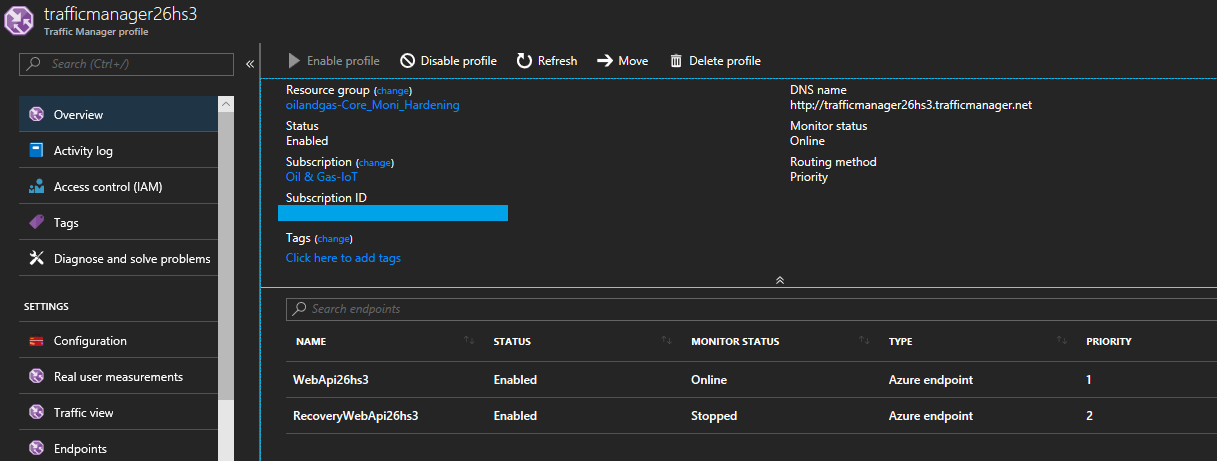 trafficmanager26hs3
Traffic Manager profile
Search (Ctrl+/)
«
Overview
Activity log
Access control (IAM)
Tags
Diagnose and solve problems
SETTINGS
Configuration
Real user measurements
Traffic view
Endpoints
Enable profile Disable profile Refresh Move Delete profile
Resource group (change)
oilandgas-Core_Moni_Hardening
Status
Enabled
Subscription (change)
Oil & Gas-IoT
Subscription ID
Tags (change)
Click here to add tags
DNS name
http://trafficmanager26hs3.trafficmanager.net
Monitor status
Online
Routing method
Priority
Search endpoints
NAME STATUS MONITOR STATUS TYPE PRIORITY
WebApi26hs3 Enabled Online Azure endpoint 1
RecoveryWebApi26hs3 Enabled Stopped Azure endpoint 2